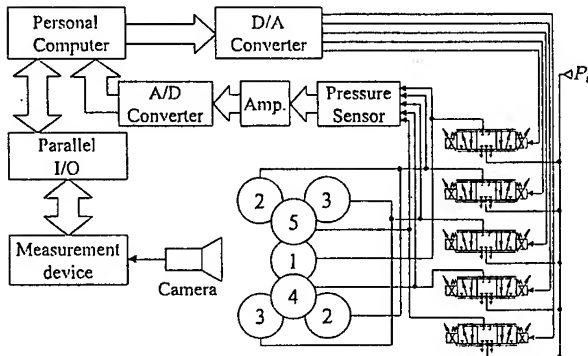 Personal
Computer
D/A
Converter
A/D
Converter
Amp.
Pressure
Sensor
Parallel
I/O
Measurement
device
Camera
2
3
5
1
4
3
2